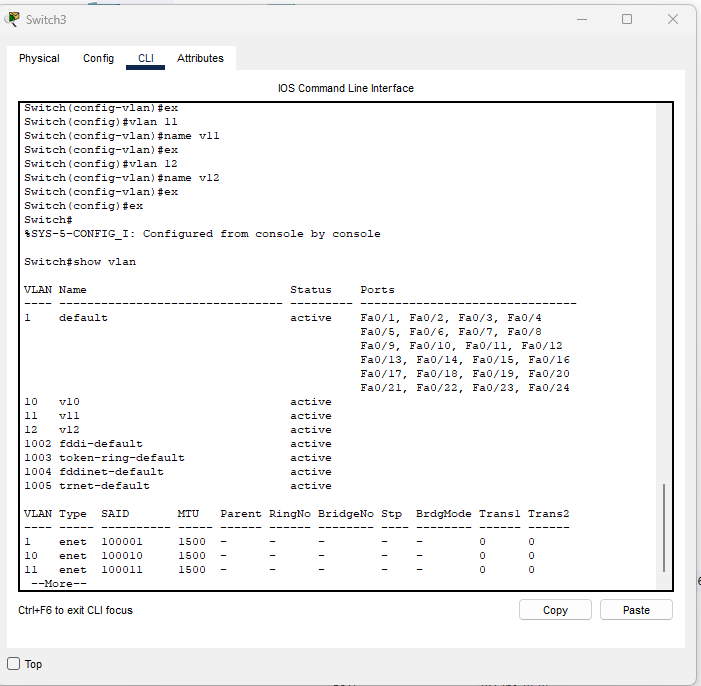 Switch3
Physical Config CLI Attributes
IOS Command Line Interface
Switch(config-vlan)#ex
Switch(config)#vlan 11
Switch(config-vlan)#name v11
Switch(config-vlan)#ex
Switch(config)#vlan 12
Switch(config-vlan)#name v12
Switch(config-vlan)#ex
Switch(config)#ex
Switch#
%SYS-5-CONFIG_I: Configured from console by console
Switch#show vlan
VLAN Name                             Status    Ports
---- -------------------------------- --------- -------------------------------
1    default                          active    Fa0/1, Fa0/2, Fa0/3, Fa0/4
                                                Fa0/5, Fa0/6, Fa0/7, Fa0/8
                                                Fa0/9, Fa0/10, Fa0/11, Fa0/12
                                                Fa0/13, Fa0/14, Fa0/15, Fa0/16
                                                Fa0/17, Fa0/18, Fa0/19, Fa0/20
                                                Fa0/21, Fa0/22, Fa0/23, Fa0/24
10   v10                              active
11   v11                              active
12   v12                              active
1002 fddi-default                     active
1003 token-ring-default               active
1004 fddinet-default                  active
1005 trnet-default                    active
VLAN Type  SAID       MTU   Parent RingNo BridgeNo Stp  BrdgMode Trans1 Trans2
---- ----- ---------- ----- ------ ------ -------- ---- -------- ------ ------
1    enet  100001     1500  -      -      -        -    -        0      0
10   enet  100010     1500  -      -      -        -    -        0      0
11   enet  100011     1500  -      -      -        -    -        0      0
 --More--
Ctrl+F6 to exit CLI focus
Copy Paste
Top